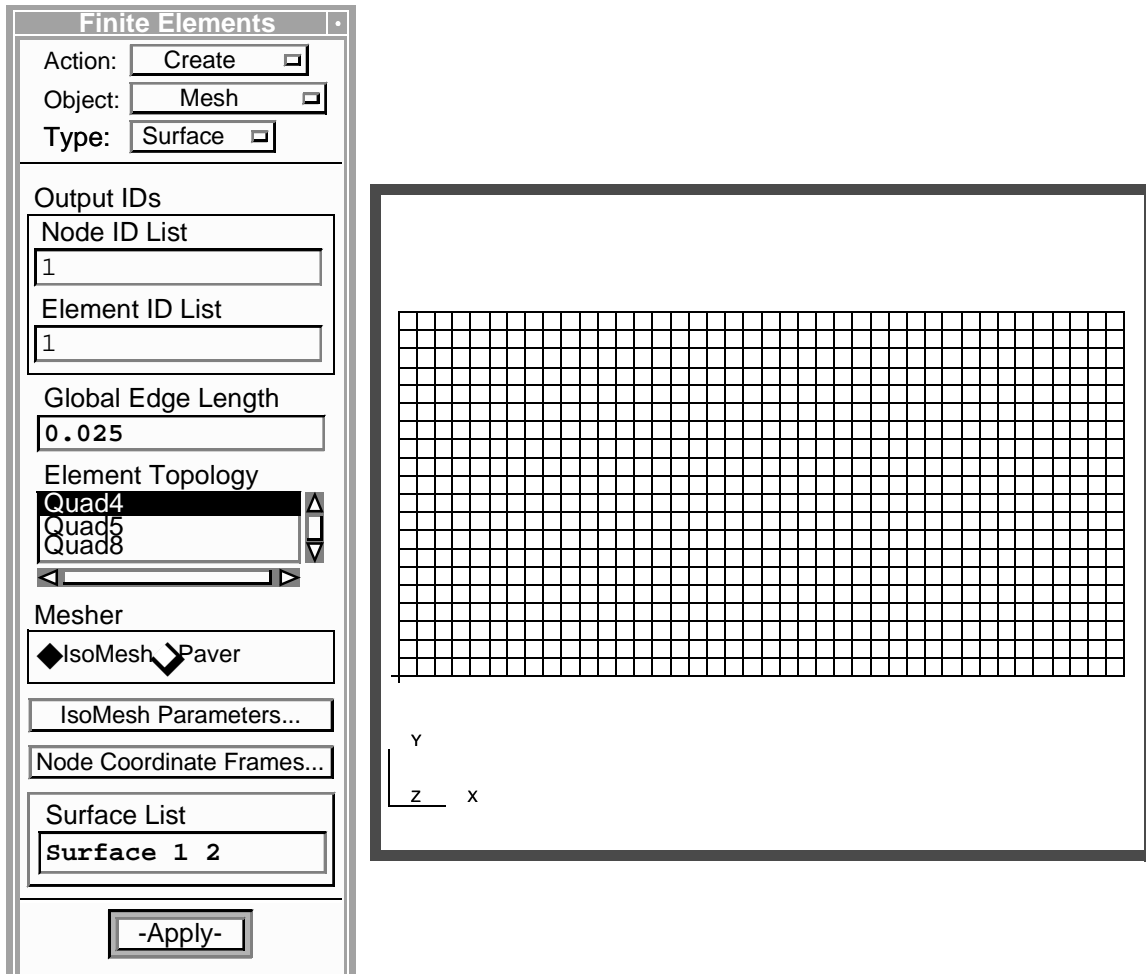 Finite Elements
Action: Create
Object: Mesh
Type: Surface
Output IDs
Node ID List
1
Element ID List
1
Global Edge Length
0.025
Element Topology
Quad4
Quad5
Quad8
Mesher
IsoMesh Paver
IsoMesh Parameters...
Node Coordinate Frames...
Surface List
Surface 1 2
-Apply-
Y
Z X